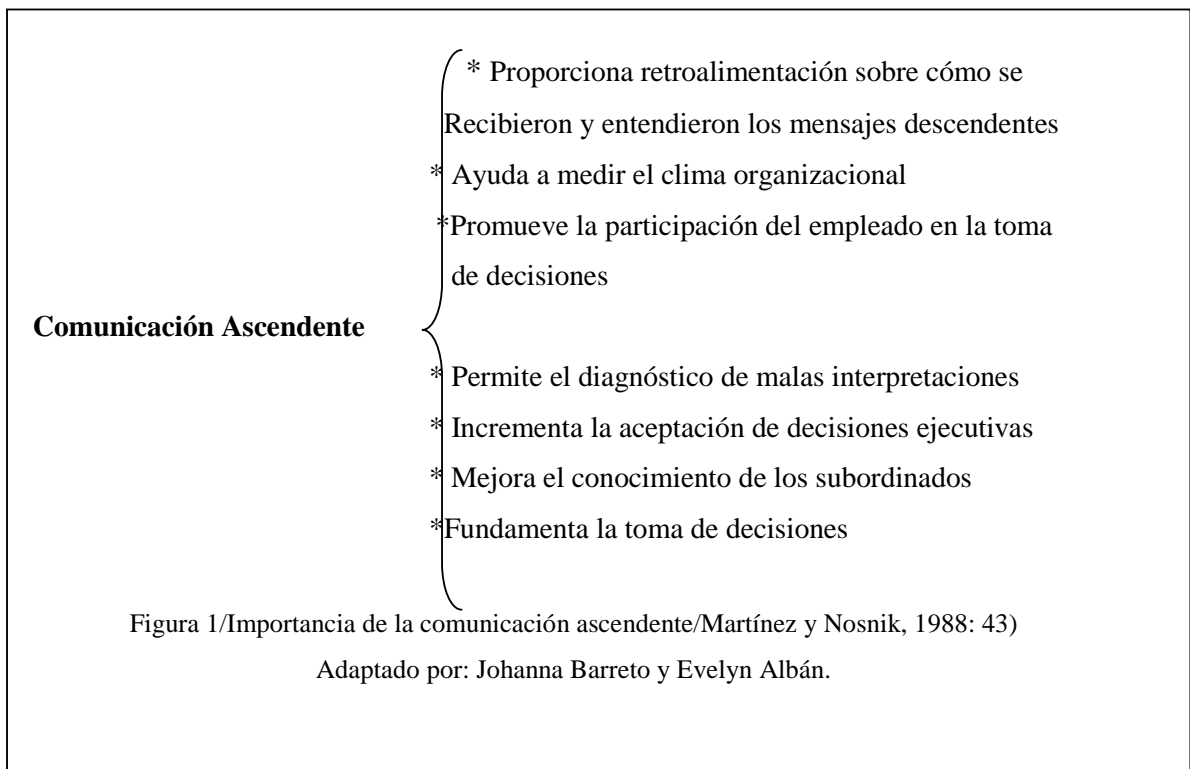 * Proporciona retroalimentación sobre cómo se
Recibieron y entendieron los mensajes descendentes
* Ayuda a medir el clima organizacional
*Promueve la participación del empleado en la toma
de decisiones
Comunicación Ascendente
* Permite el diagnóstico de malas interpretaciones
* Incrementa la aceptación de decisiones ejecutivas
* Mejora el conocimiento de los subordinados
*Fundamenta la toma de decisiones
Figura 1/Importancia de la comunicación ascendente/Martínez y Nosnik, 1988: 43)
Adaptado por: Johanna Barreto y Evelyn Albán.